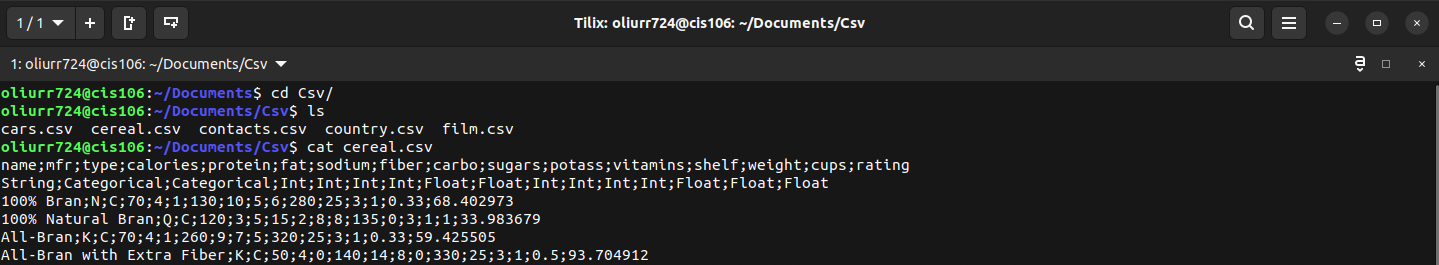 1 / 1
Tilix: oliurr724@cis106: ~/Documents/Csv
1: oliurr724@cis106: ~/Documents/Csv
oliurr724@cis106:~/Documents$ cd Csv/
oliurr724@cis106:~/Documents/Csv$ ls
cars.csv  cereal.csv  contacts.csv  country.csv  film.csv
oliurr724@cis106:~/Documents/Csv$ cat cereal.csv
name;mfr;type;calories;protein;fat;sodium;fiber;carbo;sugars;potass;vitamins;shelf;weight;cups;rating
String;Categorical;Categorical;Int;Int;Int;Int;Float;Float;Int;Int;Int;Int;Float;Float;Float
100% Bran;N;C;70;4;1;130;10;5;6;280;25;3;1;0.33;68.402973
100% Natural Bran;Q;C;120;3;5;15;2;8;8;135;0;3;1;1;33.983679
All-Bran;K;C;70;4;1;260;9;7;5;320;25;3;1;0.33;59.425505
All-Bran with Extra Fiber;K;C;50;4;0;140;14;8;0;330;25;3;1;0.5;93.704912